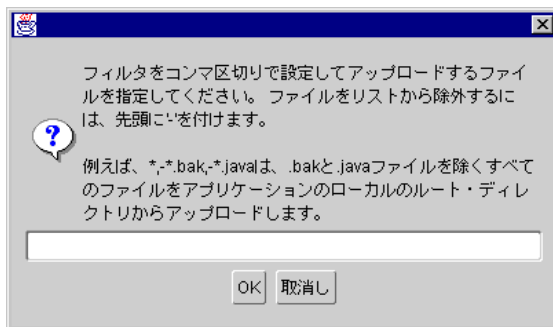 フィルタをコンマ区切りで設定してアップロードするファイ
ルを指定してください。 ファイルをリストから除外するに
は、先頭に'-'を付けます。
例えば、*,-*.bak,-*.javaは、.bakと.javaファイルを除くすべて
のファイルをアプリケーションのローカルのルート・ディレ
クトリからアップロードします。
OK 取消し